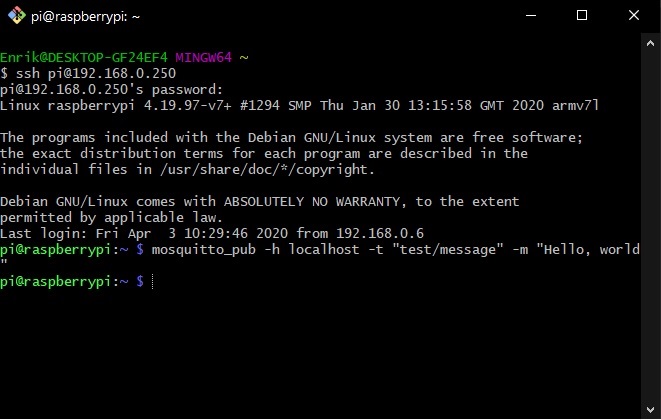 pi@raspberrypi: ~
Enrik@DESKTOP-GF24EF4 MINGW64 ~
$ ssh pi@192.168.0.250
pi@192.168.0.250's password:
Linux raspberrypi 4.19.97-v7+ #1294 SMP Thu Jan 30 13:15:58 GMT 2020 armv7l
The programs included with the Debian GNU/Linux system are free software;
the exact distribution terms for each program are described in the
individual files in /usr/share/doc/*/copyright.
Debian GNU/Linux comes with ABSOLUTELY NO WARRANTY, to the extent
permitted by applicable law.
Last login: Fri Apr  3 10:29:46 2020 from 192.168.0.6
pi@raspberrypi:~ $ mosquitto_pub -h localhost -t "test/message" -m "Hello, world
"
pi@raspberrypi:~ $